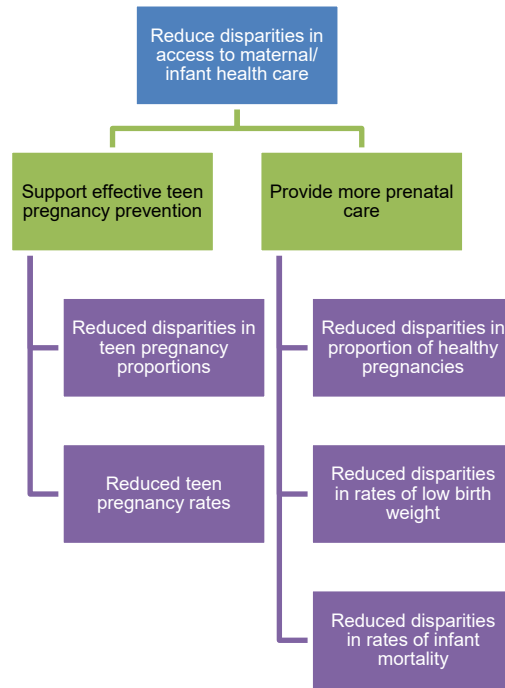 Reduce disparities in
access to maternal/
infant health care
Support effective teen
pregnancy prevention
Provide more prenatal
care
Reduced disparities in
teen pregnancy
proportions
Reduced disparities in
proportion of healthy
pregnancies
Reduced teen
pregnancy rates
Reduced disparities
in rates of low birth
weight
Reduced disparities
in rates of infant
mortality